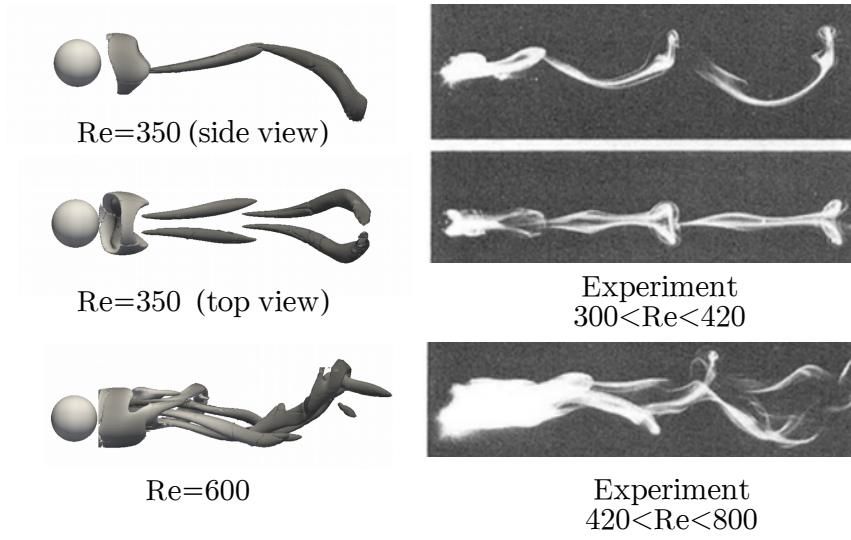 Re=350 (side view)
Re=350 (top view)
Experiment
300<Re<420
Re=600
Experiment
420<Re<800